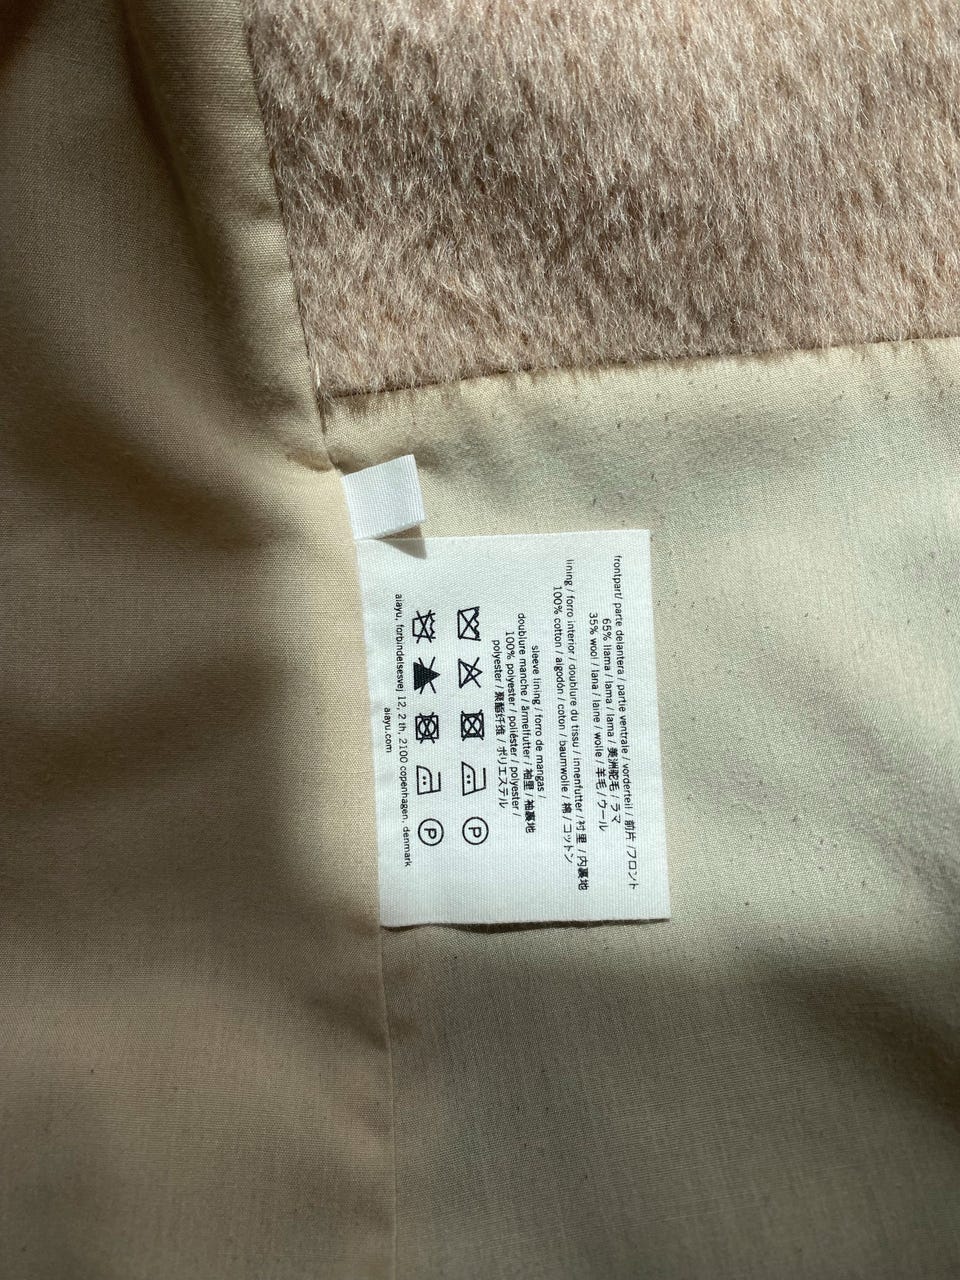 frontpart/ parte delantera / partie ventrale / vorderteil / 前片 /フロント
65% llama / lama / lama / 美洲驼毛 / ラマ
35% wool / lana / laine / wolle / 羊毛 / ウール
lining / forro interior / doublure du tissu / innenfutter /衬里 / 内裏地
100% cotton / algodón / coton / baumwolle / 棉 / コットン
sleeve lining / forro de mangas /
doublure manche / ärmelfutter / 袖里 / 袖裏地
100% polyester / poliéster / polyester /
polyester / 聚酯纤维 / ポリエステル
P
P
aiayu, forbindelsesvej 12, 2 th, 2100 copenhagen, denmark
aiayu.com